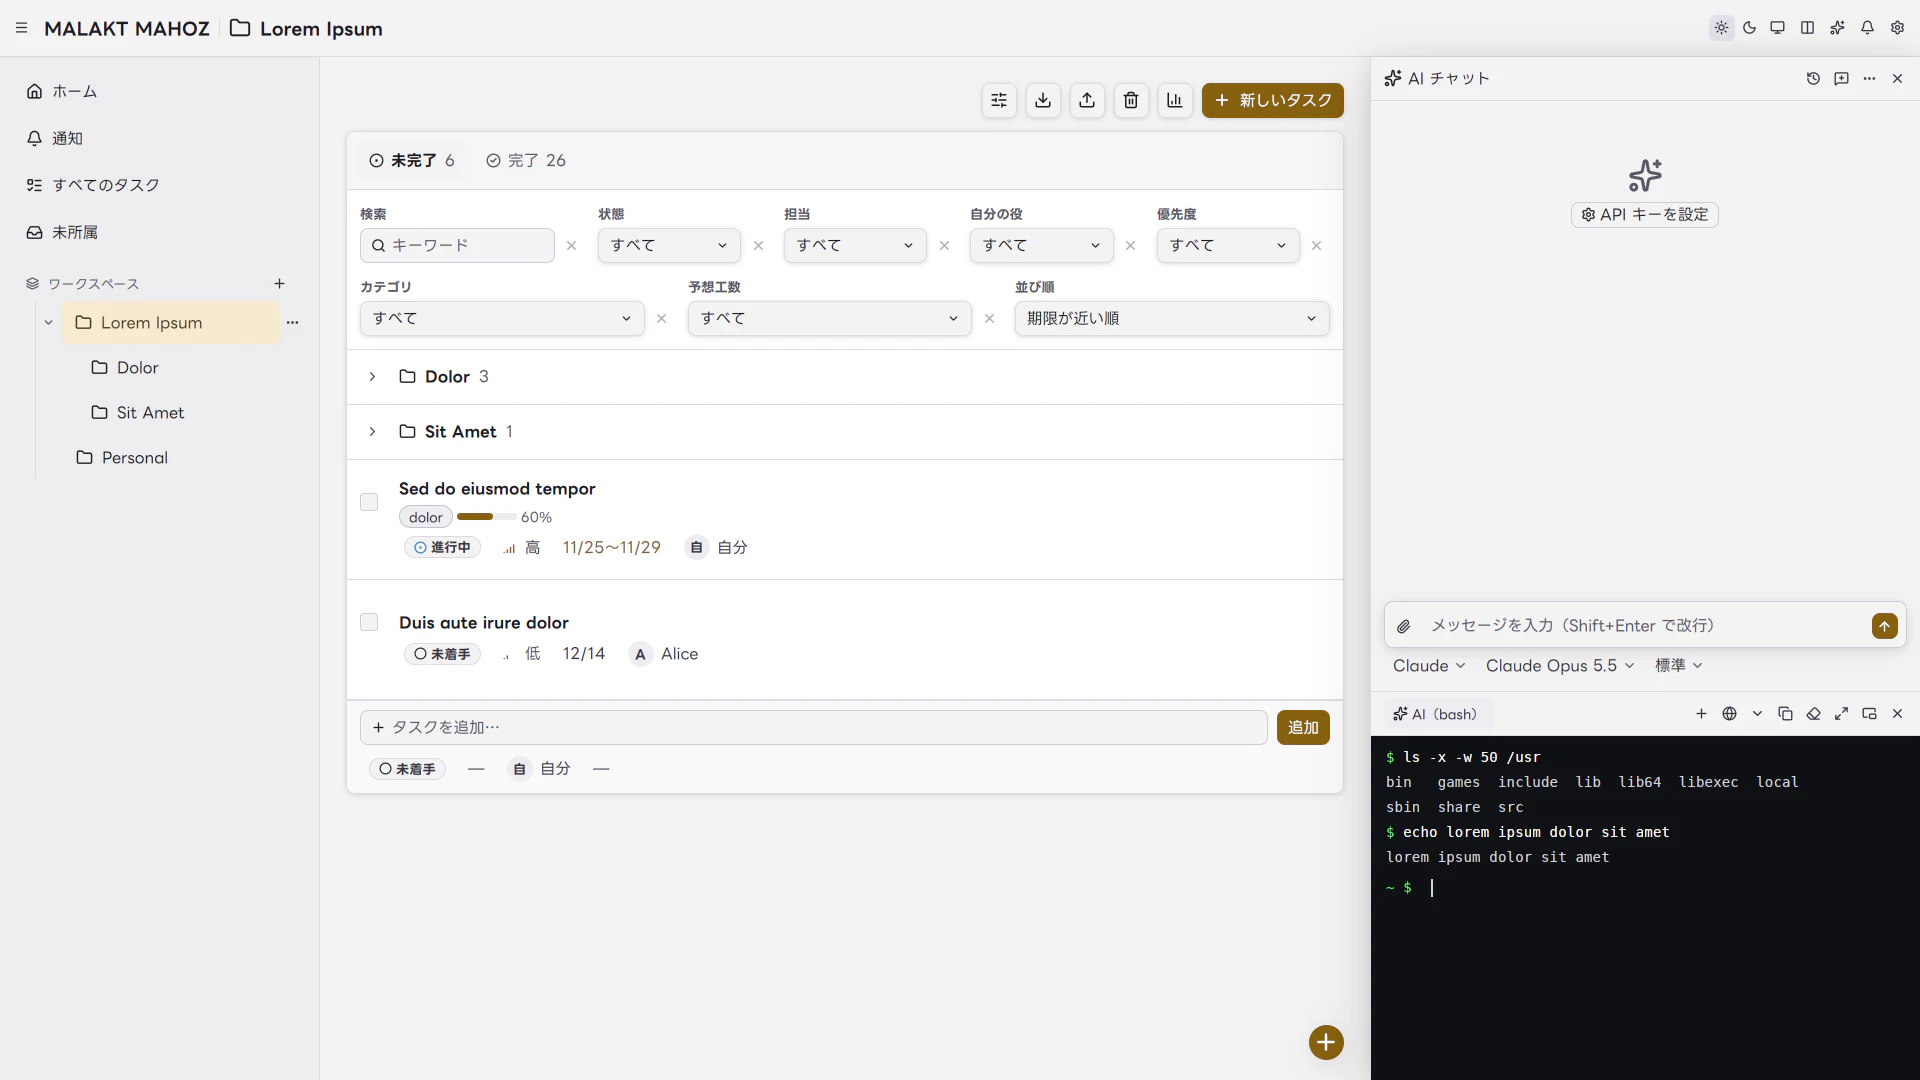 MALAKT MAHOZ
Lorem Ipsum
ホーム
通知
すべてのタスク
未所属
ワークスペース
Lorem Ipsum
Dolor
Sit Amet
Personal
新しいタスク
未完了 6
完了 26
検索
状態
担当
自分の役
優先度
キーワード
すべて
すべて
すべて
すべて
カテゴリ
予想工数
並び順
すべて
すべて
期限が近い順
Dolor 3
Sit Amet 1
Sed do eiusmod tempor
dolor
60%
進行中
高
11/25～11/29
自
自分
Duis aute irure dolor
未着手
低
12/14
A
Alice
タスクを追加…
追加
未着手
—
自
自分
—
AI チャット
API キーを設定
メッセージを入力（Shift+Enter で改行）
Claude
Claude Opus 5.5
標準
AI（bash）
$ ls -x -w 50 /usr
bin games include lib lib64 libexec local
sbin share src
$ echo lorem ipsum dolor sit amet
lorem ipsum dolor sit amet
~ $